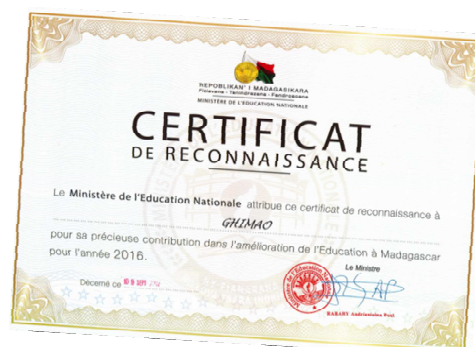 REPOBLIKAN'I MADAGASIKARA
Fitiavana - Tanindrazana - Fandrosoana
MINISTÈRE DE L'EDUCATION NATIONALE
CERTIFICAT
DE RECONNAISSANCE
Le Ministère de l'Education Nationale attribue ce certificat de reconnaissance à
GHIMAO
pour sa précieuse contribution dans l'amélioration de l'Education à Madagascar
pour l'année 2016.
Le Ministre
Décerné ce